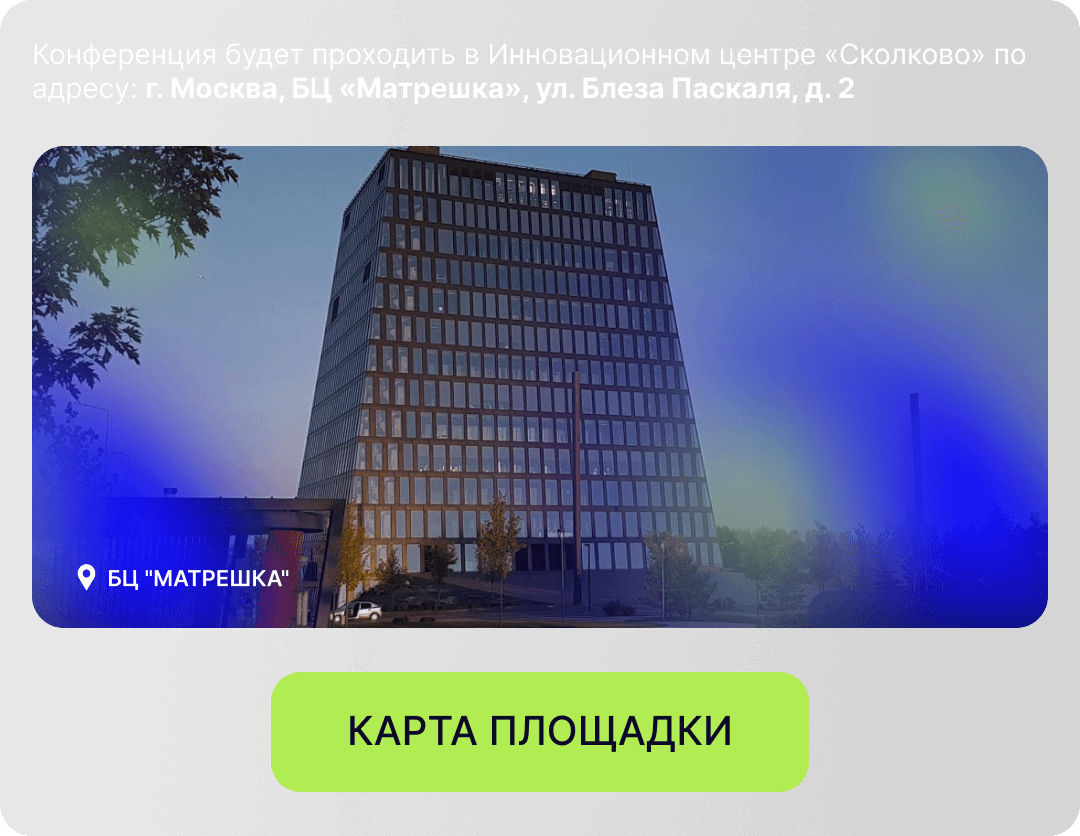 Конференция будет проходить в Инновационном центре «Сколково» по
адресу: г. Москва, БЦ «Матрешка», ул. Блеза Паскаля, д. 2
БЦ "МАТРЕШКА"
КАРТА ПЛОЩАДКИ